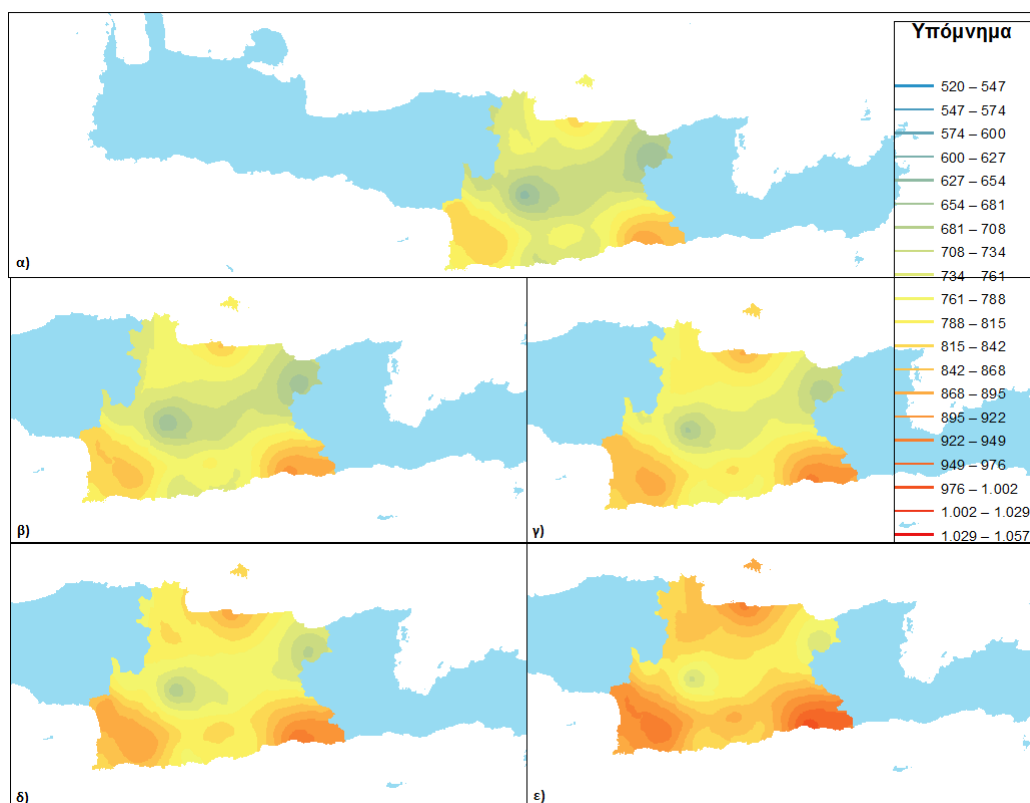 Υπόμνημα
520 – 547
547 – 574
574 – 600
600 – 627
627 – 654
654 – 681
681 – 708
708 – 734
734 – 761
761 – 788
788 – 815
815 – 842
842 – 868
868 – 895
895 – 922
922 – 949
949 – 976
976 – 1.002
1.002 – 1.029
1.029 – 1.057
α)
β)
γ)
δ)
ε)